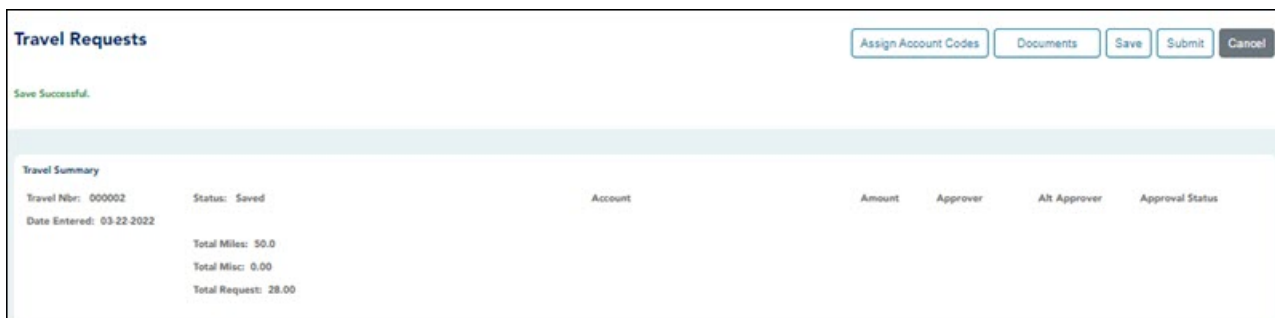 Travel Requests
Assign Account Codes Documents Save Submit Cancel
Save Successful.
Travel Summary
Travel Nbr: 000002 Status: Saved Account Amount Approver Alt Approver Approval Status
Date Entered: 03-22-2022
Total Miles: 50.0
Total Misc: 0.00
Total Request: 28.00